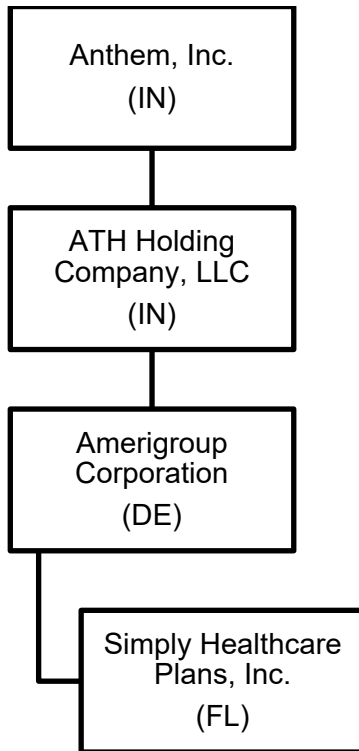 Anthem, Inc.
(IN)
ATH Holding
Company, LLC
(IN)
Amerigroup
Corporation
(DE)
Simply Healthcare
Plans, Inc.
(FL)